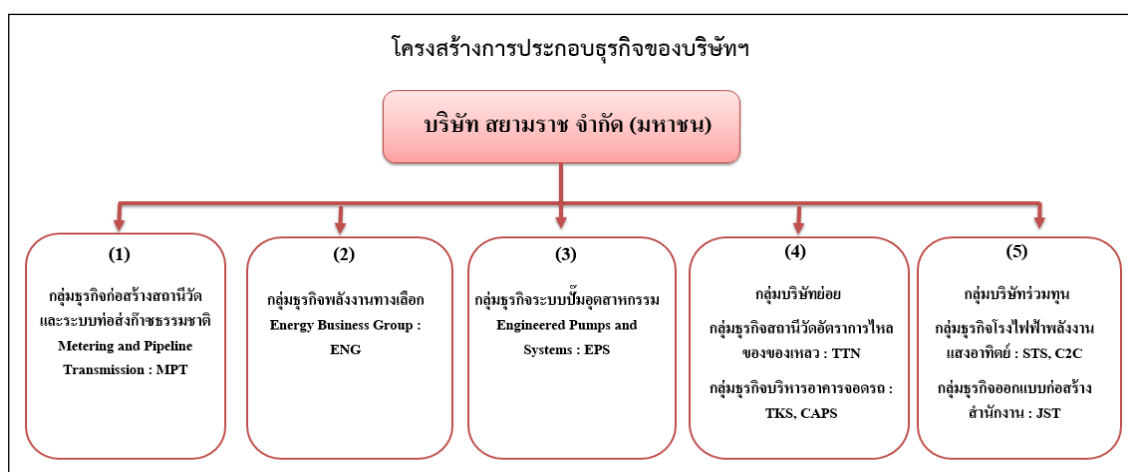 โครงสร้างการประกอบธุรกิจของบริษัทฯ
บริษัท สยามราช จำกัด (มหาชน)
(1)
กลุ่มธุรกิจก่อสร้างสถานีวัด
และระบบท่อส่งก๊าซธรรมชาติ
Metering and Pipeline
Transmission : MPT
(2)
กลุ่มธุรกิจพลังงานทางเลือก
Energy Business Group :
ENG
(3)
กลุ่มธุรกิจระบบปั๊มอุตสาหกรรม
Engineered Pumps and
Systems : EPS
(4)
กลุ่มบริษัทย่อย
กลุ่มธุรกิจสถานีวัดอัตราการไหล
ของของเหลว : TTN
กลุ่มธุรกิจบริหารอาคารจอดรถ :
TKS, CAPS
(5)
กลุ่มบริษัทร่วมทุน
กลุ่มธุรกิจโรงไฟฟ้าพลังงาน
แสงอาทิตย์ : STS, C2C
กลุ่มธุรกิจออกแบบก่อสร้าง
สำนักงาน : JST